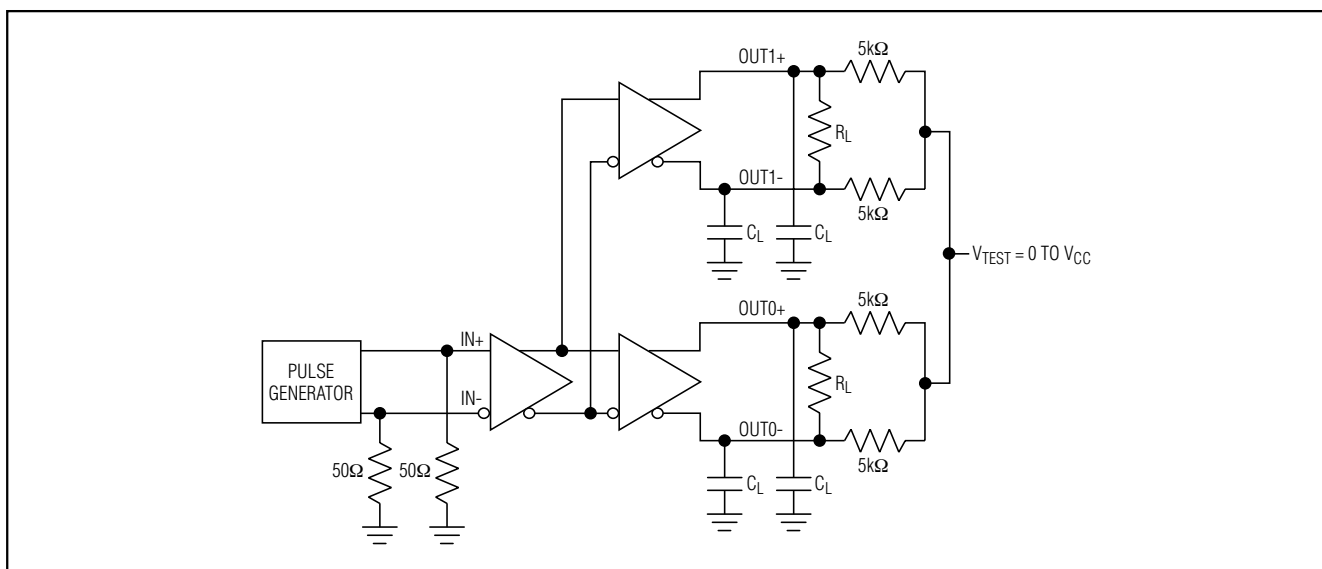 5kΩ
OUT1+
R_L
OUT1-
5kΩ
C_L
C_L
V_TEST = 0 TO V_CC
5kΩ
OUT0+
IN+
PULSE
GENERATOR
R_L
IN-
OUT0-
5kΩ
50Ω
50Ω
C_L
C_L